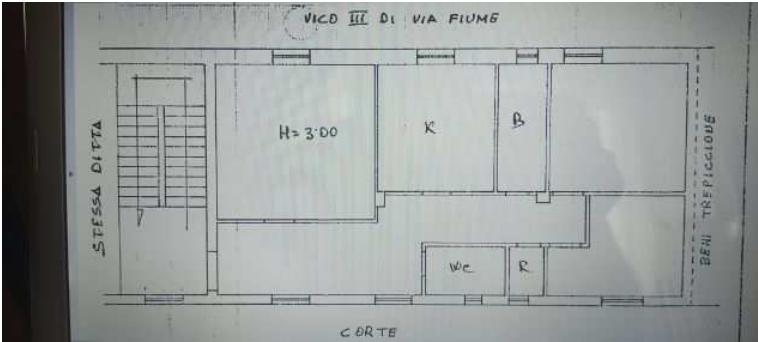 VICO III DI VIA FIUME
STESSA DITTA
H= 3.00
K
B
BENI TREPICCIONE
WC
R
CORTE